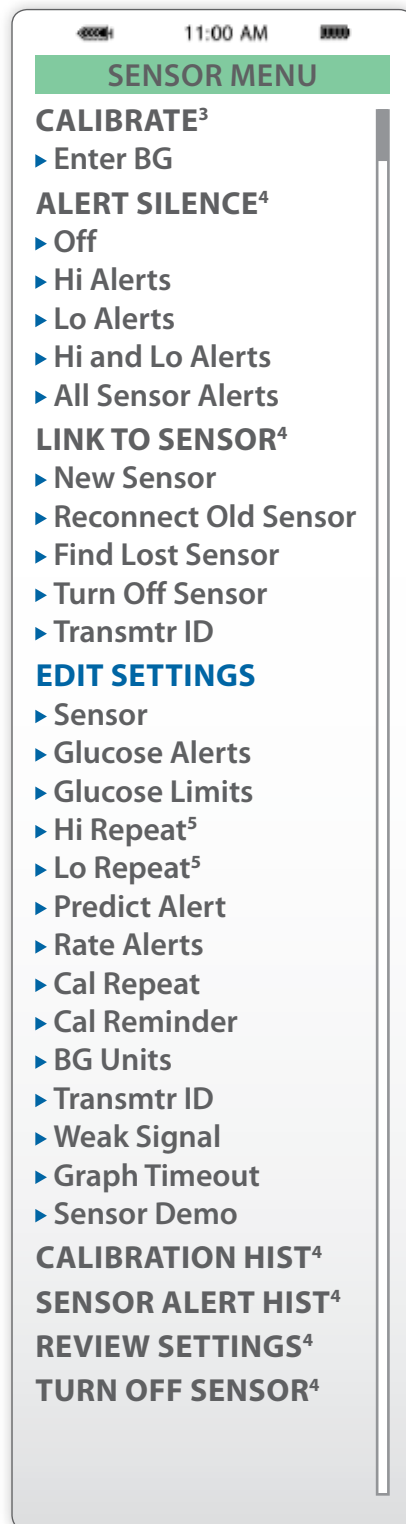 11:00 AM
SENSOR MENU
CALIBRATE³
▸ Enter BG
ALERT SILENCE⁴
▸ Off
▸ Hi Alerts
▸ Lo Alerts
▸ Hi and Lo Alerts
▸ All Sensor Alerts
LINK TO SENSOR⁴
▸ New Sensor
▸ Reconnect Old Sensor
▸ Find Lost Sensor
▸ Turn Off Sensor
▸ Transmtr ID
EDIT SETTINGS
▸ Sensor
▸ Glucose Alerts
▸ Glucose Limits
▸ Hi Repeat⁵
▸ Lo Repeat⁵
▸ Predict Alert
▸ Rate Alerts
▸ Cal Repeat
▸ Cal Reminder
▸ BG Units
▸ Transmtr ID
▸ Weak Signal
▸ Graph Timeout
▸ Sensor Demo
CALIBRATION HIST⁴
SENSOR ALERT HIST⁴
REVIEW SETTINGS⁴
TURN OFF SENSOR⁴